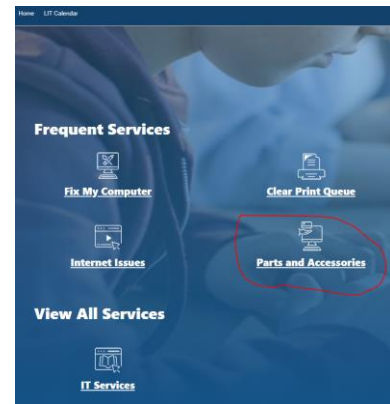 Home LIT Calendar
Frequent Services
Fix My Computer Clear Print Queue
Internet Issues Parts and Accessories
View All Services
IT Services